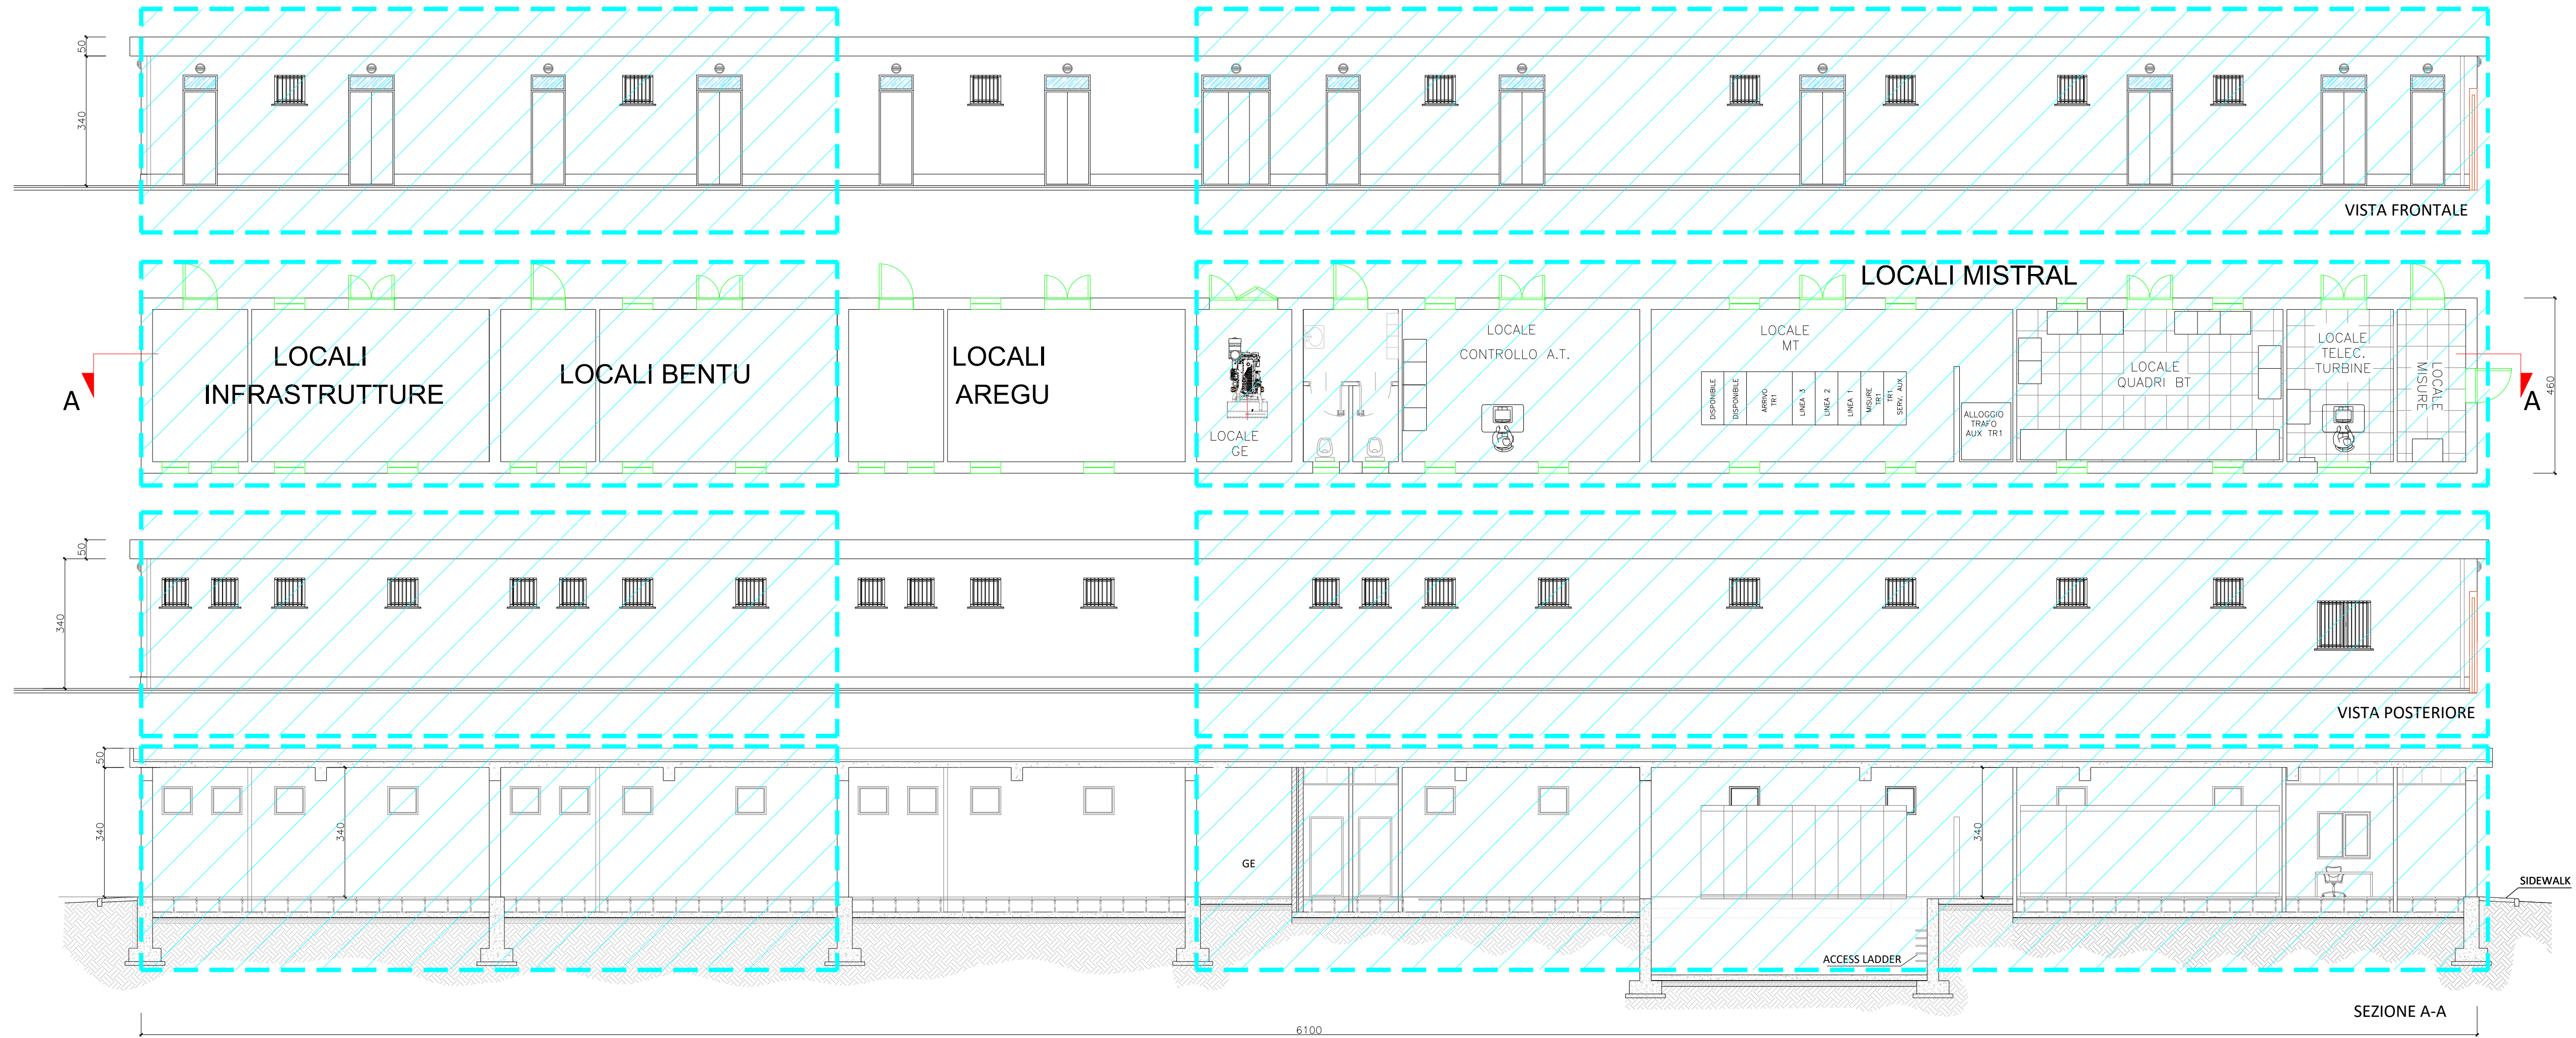 50
340
VISTA FRONTALE
LOCALI MISTRAL
LOCALI
INFRASTRUTTURE
LOCALI BENTU
LOCALI
AREGU
LOCALE
GE
LOCALE
CONTROLLO A.T.
LOCALE
MT
DISPONIBILE
DISPONIBILE
ARRIVO
TR1
LINEA 3
LINEA 2
LINEA 1
MISURE
TR1
TR1
SERV. AUX
ALLOGGIO
TRAFO
AUX TR1
LOCALE
QUADRI BT
LOCALE
TELEC.
TURBINE
LOCALE
MISURE
A
A
460
50
340
VISTA POSTERIORE
50
340
340
GE
340
ACCESS LADDER
SIDEWALK
SEZIONE A-A
6100